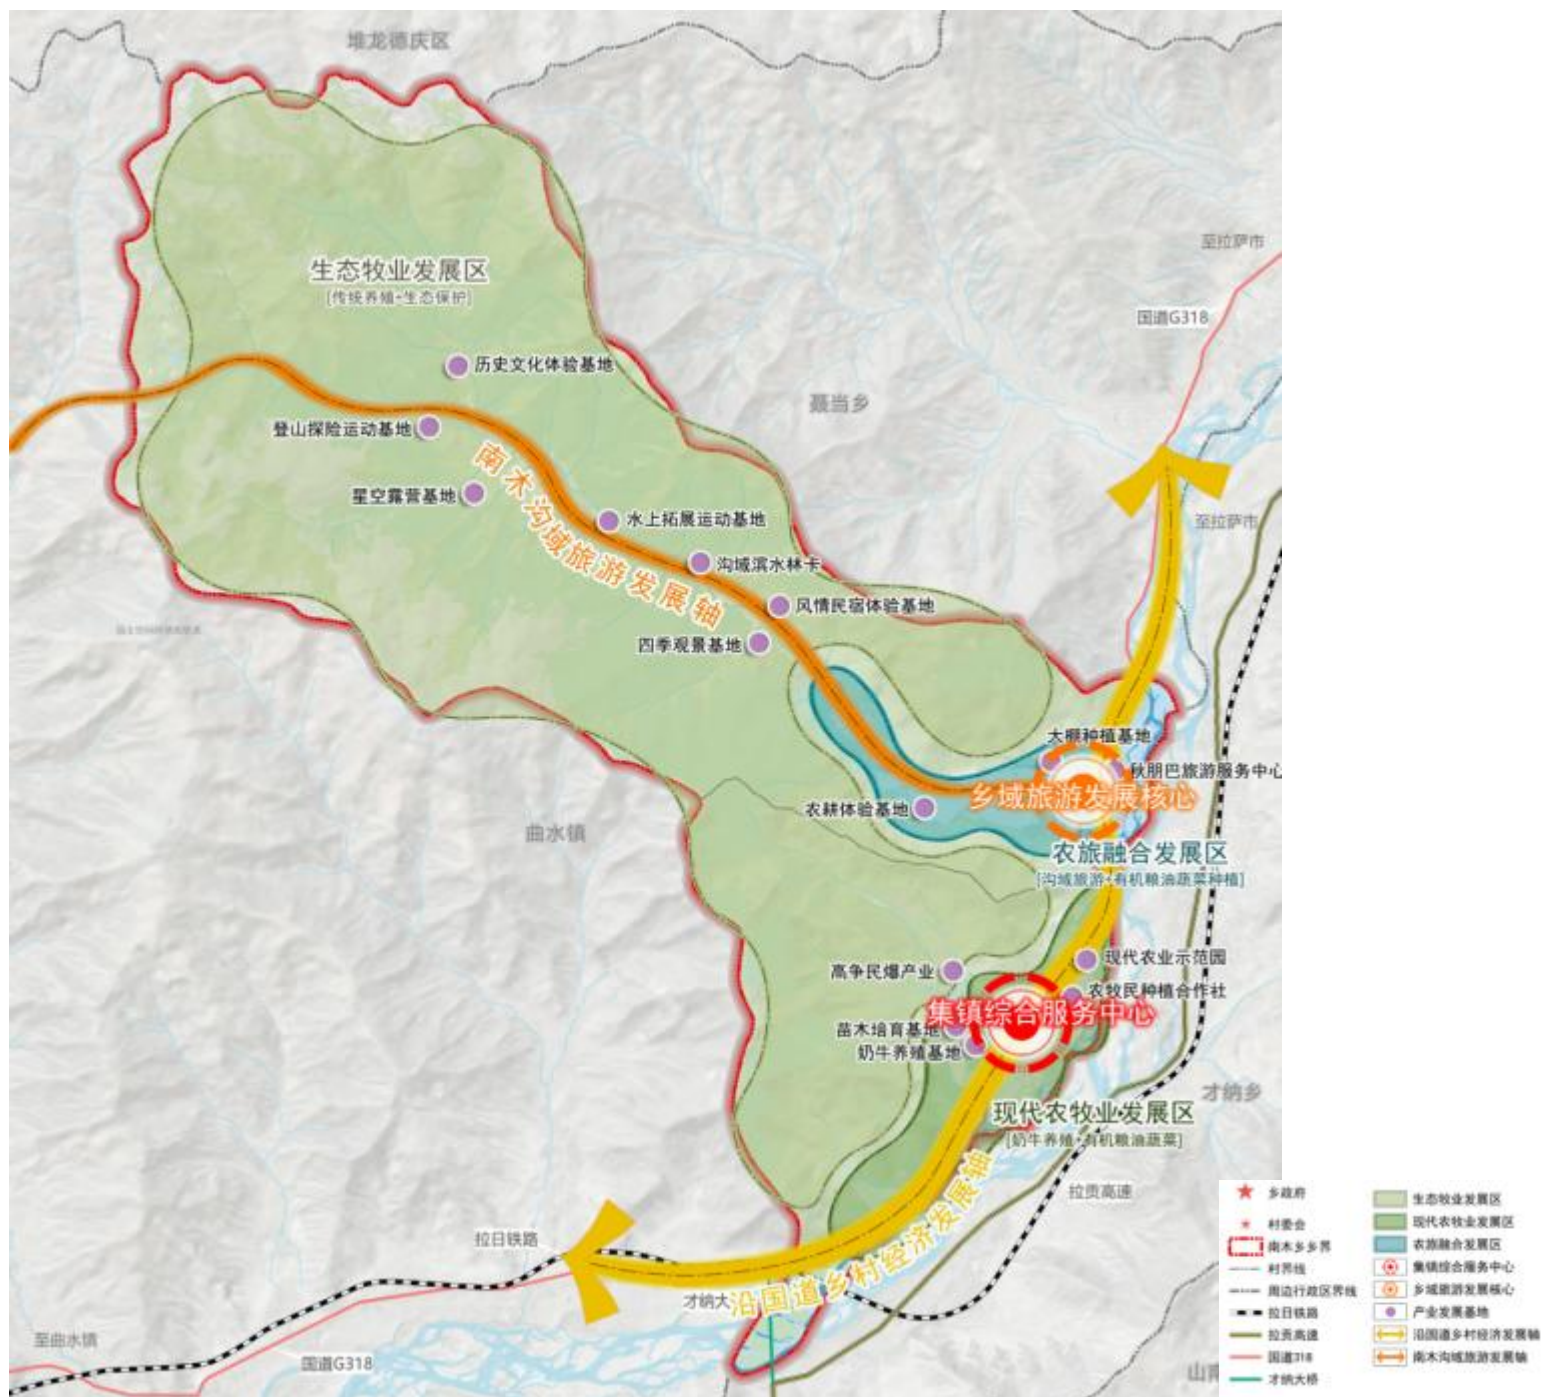 堆龙德庆区
至拉萨市
生态牧业发展区
[传统养殖+生态保护]
国道G318
历史文化体验基地
聂当乡
登山探险运动基地
南木沟域旅游发展轴
星空露营基地
水上拓展运动基地
至拉萨市
沟域滨水林卡
风情民宿体验基地
四季观景基地
大棚种植基地
秋朋巴旅游服务中心
乡域旅游发展核心
农耕体验基地
曲水镇
农旅融合发展区
[沟域旅游+有机粮油蔬菜种植]
现代农业示范园
高争民爆产业
农牧民种植合作社
集镇综合服务中心
苗木培育基地
奶牛养殖基地
才纳乡
现代农牧业发展区
[奶牛养殖+有机粮油蔬菜]
拉贡高速
拉日铁路
沿国道乡村经济发展轴
才纳大
至曲水镇
国道G318
山南
乡政府
村委会
南木乡乡界
村界线
周边行政区界线
拉日铁路
拉贡高速
国道318
才纳大桥
生态牧业发展区
现代农牧业发展区
农旅融合发展区
集镇综合服务中心
乡域旅游发展核心
产业发展基地
沿国道乡村经济发展轴
南木沟域旅游发展轴